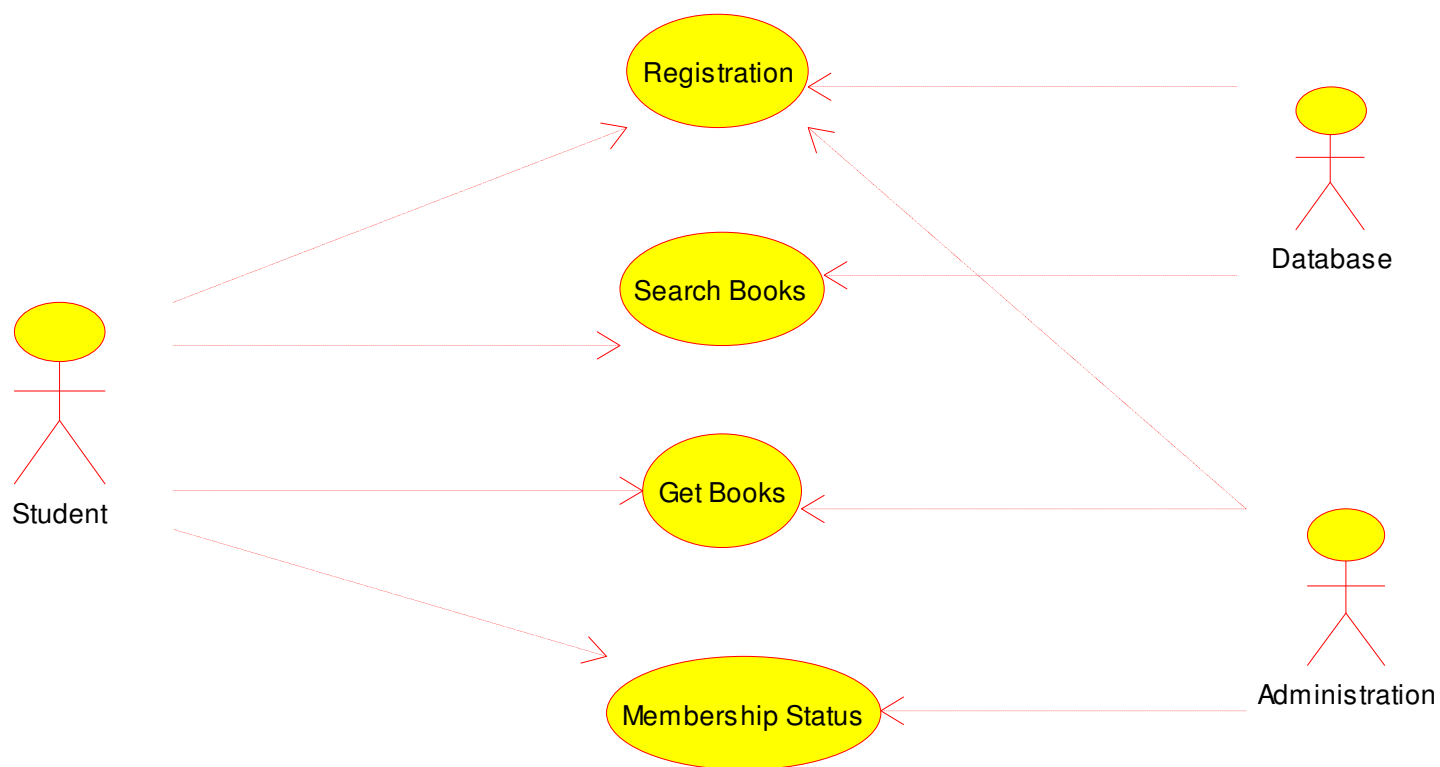 Registration
Database
Search Books
Get Books
Student
Administration
Membership Status